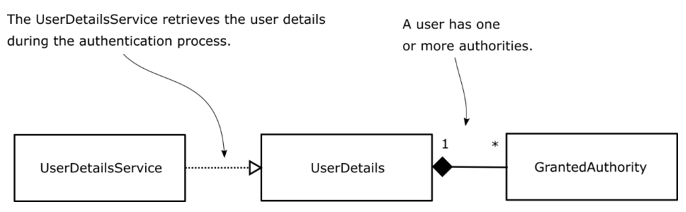 The UserDetailsService retrieves the user details
during the authentication process.
A user has one
or more authorities.
UserDetailsService
UserDetails
1
*
GrantedAuthority